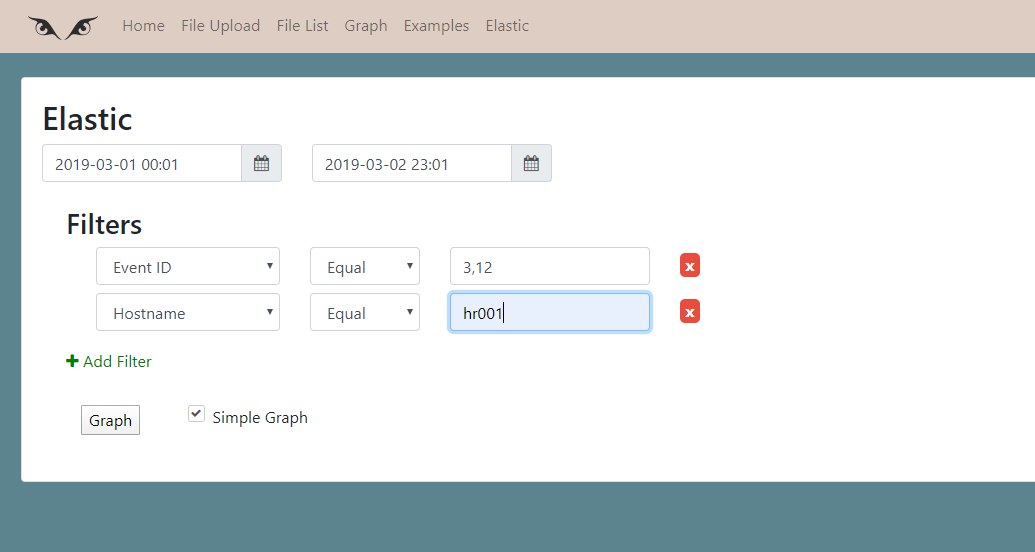 Home File Upload File List Graph Examples Elastic
Elastic
2019-03-01 00:01 2019-03-02 23:01
Filters
Event ID Equal 3,12 x
Hostname Equal hr001 x
Add Filter
Graph Simple Graph